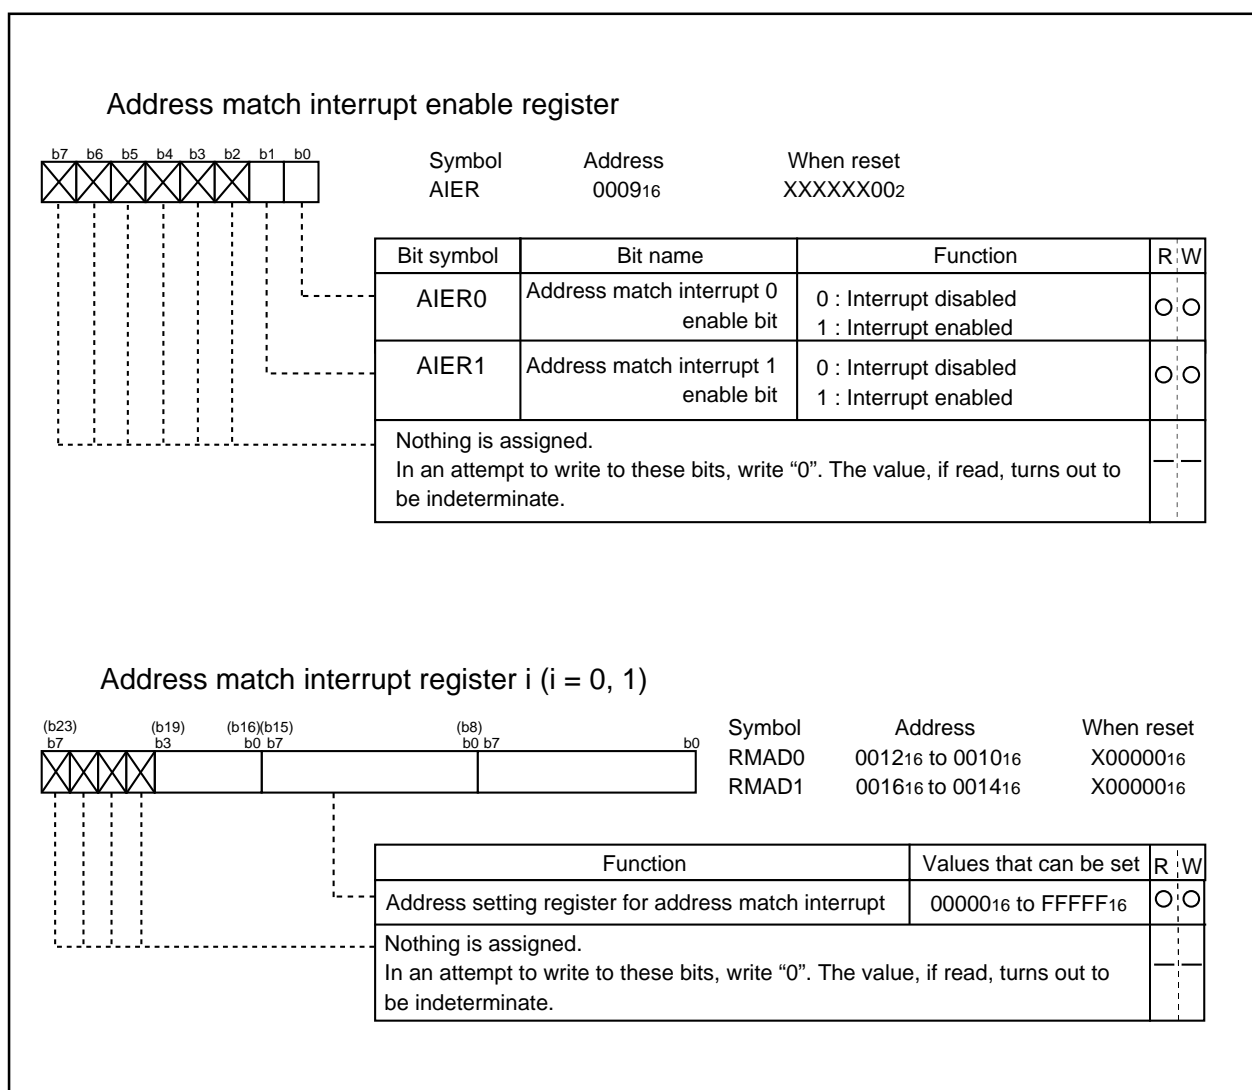 Address match interrupt enable register
b7 b6 b5 b4 b3 b2 b1 b0
Symbol Address When reset
AIER 000916 XXXXXX002
Bit symbol Bit name Function R W
AIER0 Address match interrupt 0 enable bit 0 : Interrupt disabled
1 : Interrupt enabled
AIER1 Address match interrupt 1 enable bit 0 : Interrupt disabled
1 : Interrupt enabled
Nothing is assigned.
In an attempt to write to these bits, write “0”. The value, if read, turns out to
be indeterminate.
Address match interrupt register i (i = 0, 1)
(b23) (b19) (b16)(b15) (b8)
b7 b3 b0 b7 b0 b7 b0
Symbol Address When reset
RMAD0 001216 to 001016 X0000016
RMAD1 001616 to 001416 X0000016
Function Values that can be set R W
Address setting register for address match interrupt 0000016 to FFFFF16
Nothing is assigned.
In an attempt to write to these bits, write “0”. The value, if read, turns out to
be indeterminate.